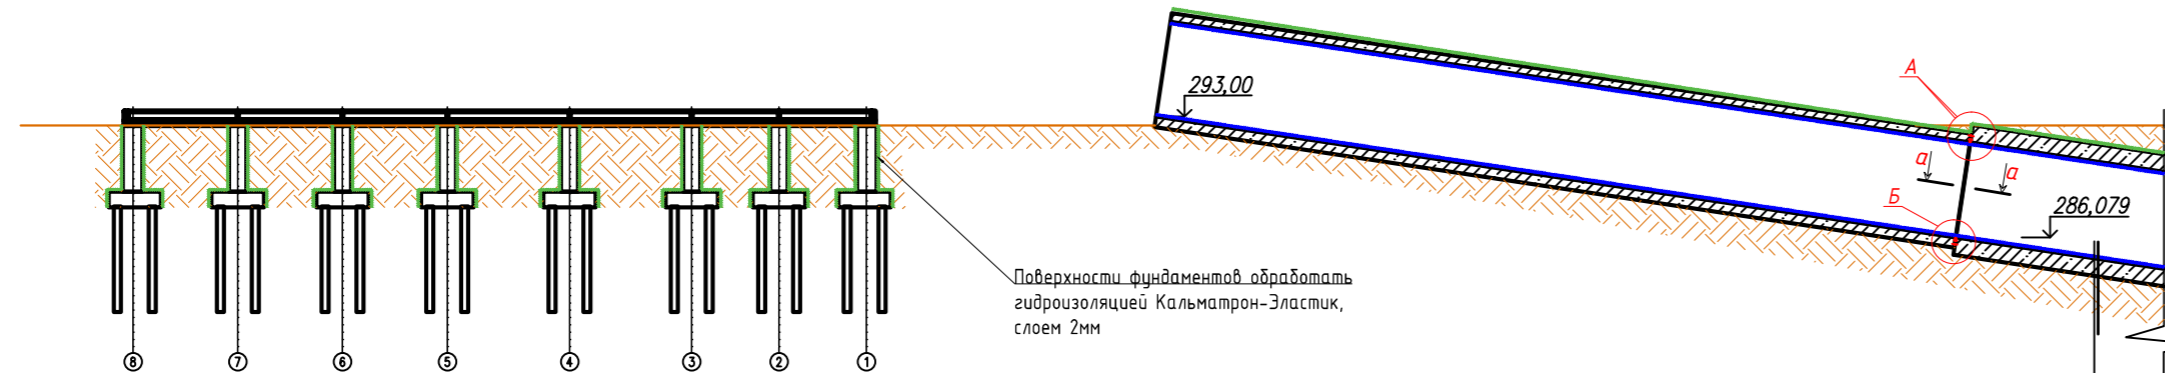 А
293,00
а
а
Б
286,079
Поверхности фундаментов обработать
гидроизоляцией Кальматрон-Эластик,
слоем 2мм
8 7 6 5 4 3 2 1